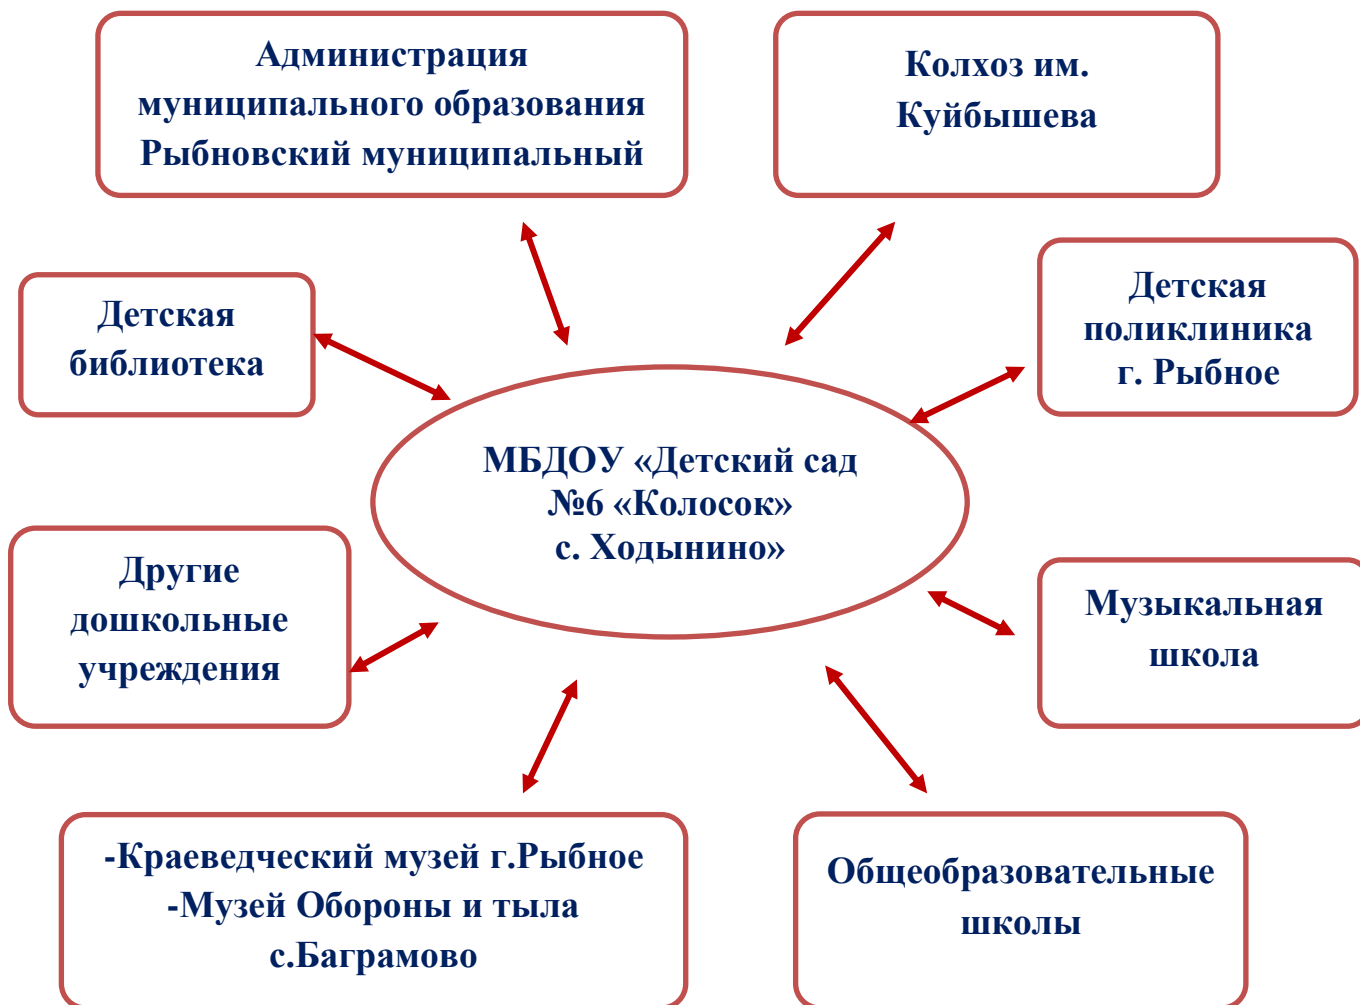 Администрация
муниципального образования
Рыбновский муниципальный
Колхоз им.
Куйбышева
Детская
библиотека
Детская
поликлиника
г. Рыбное
МБДОУ «Детский сад
№6 «Колосок»
с. Ходынино»
Другие
дошкольные
учреждения
Музыкальная
школа
-Краеведческий музей г.Рыбное
-Музей Обороны и тыла
с.Баграмово
Общеобразовательные
школы